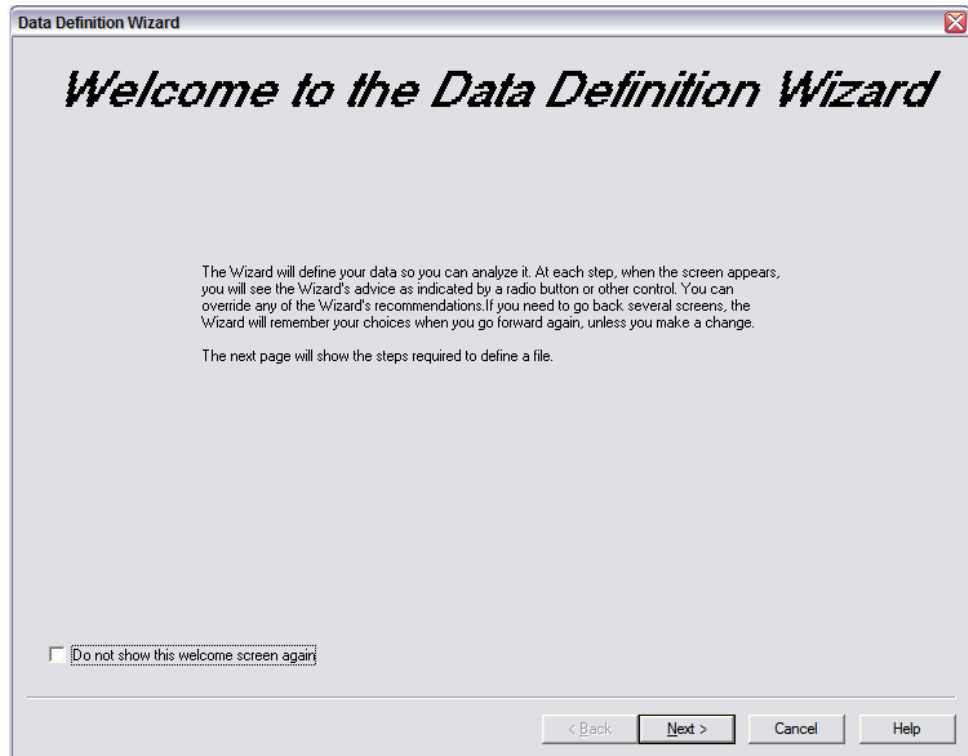 Data Definition Wizard
Welcome to the Data Definition Wizard
The Wizard will define your data so you can analyze it. At each step, when the screen appears,
you will see the Wizard's advice as indicated by a radio button or other control. You can
override any of the Wizard's recommendations.If you need to go back several screens, the
Wizard will remember your choices when you go forward again, unless you make a change.
The next page will show the steps required to define a file.
Do not show this welcome screen again
< Back
Next >
Cancel
Help